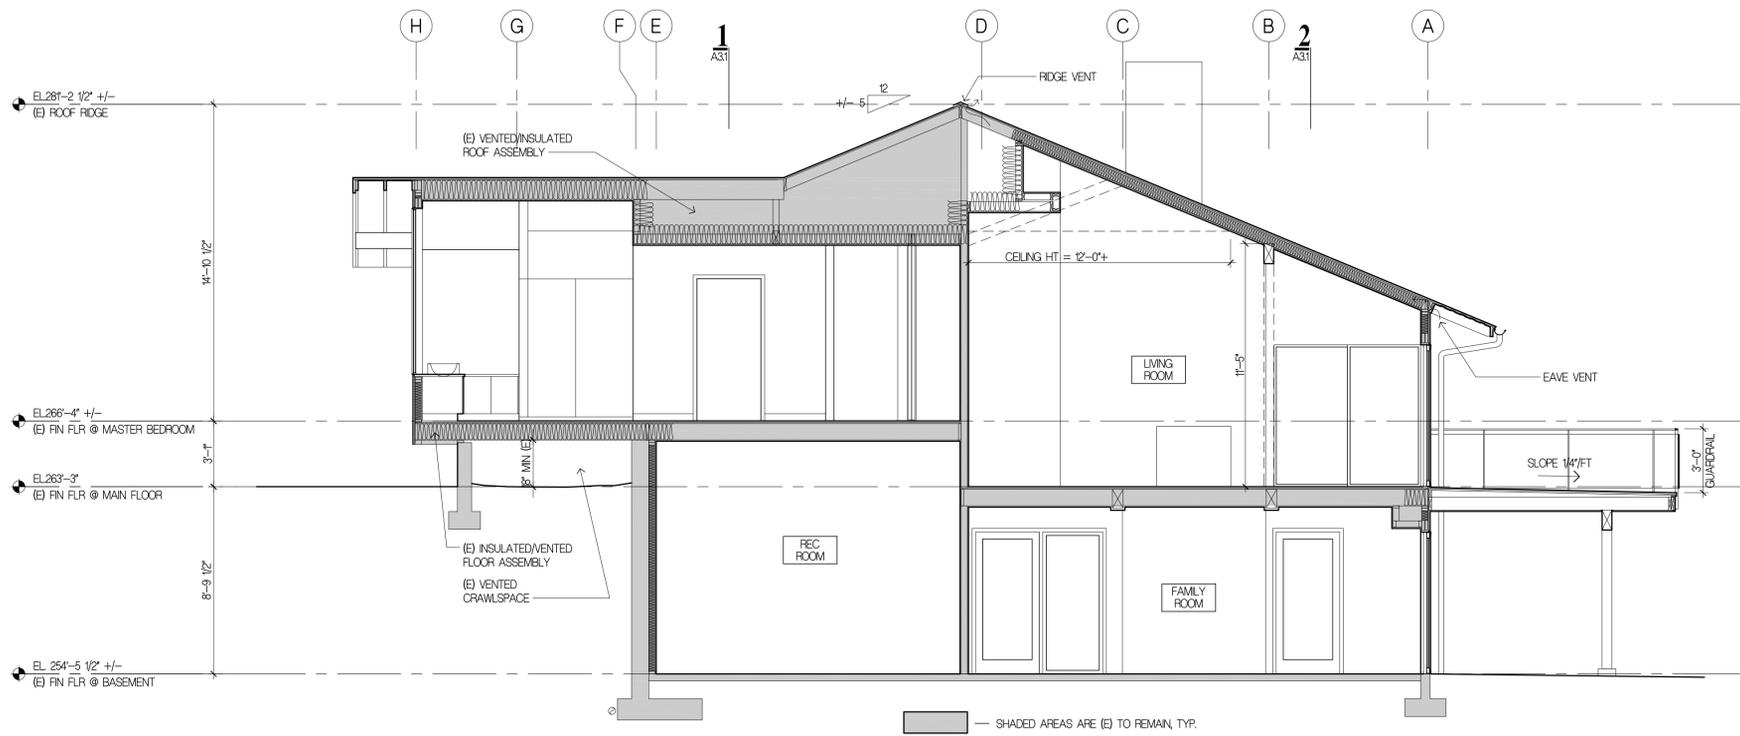 H G F E D C B A
1
A3.1
2
A3.1
RIDGE VENT
12
+/- 5
EL.281'-2 1/2" +/-
(E) ROOF RIDGE
(E) VENTED/INSULATED
ROOF ASSEMBLY
14'-10 1/2"
CEILING HT = 12'-0"+
LIVING
ROOM
11'-5"
EAVE VENT
EL.266'-4" +/-
(E) FIN FLR @ MASTER BEDROOM
3'-1"
8" MIN (E)
SLOPE 1/4"/FT
3'-0"
GUARDRAIL
EL.263'-3"
(E) FIN FLR @ MAIN FLOOR
REC
ROOM
(E) INSULATED/VENTED
FLOOR ASSEMBLY
(E) VENTED
CRAWLSPACE
8'-9 1/2"
FAMILY
ROOM
EL. 254'-5 1/2" +/-
(E) FIN FLR @ BASEMENT
SHADED AREAS ARE (E) TO REMAIN, TYP.